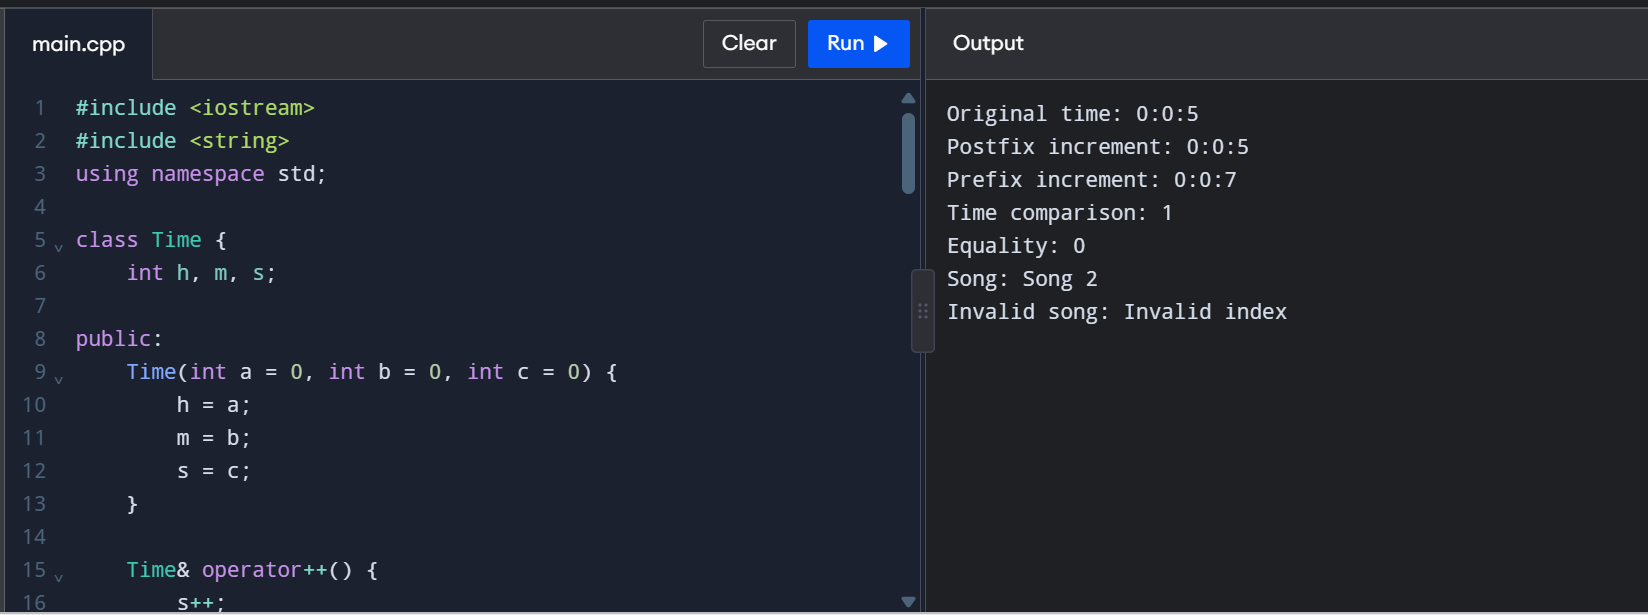 main.cpp
Clear
Run
Output
1 #include <iostream>
2 #include <string>
3 using namespace std;
4
5 class Time {
6     int h, m, s;
7
8 public:
9     Time(int a = 0, int b = 0, int c = 0) {
10         h = a;
11         m = b;
12         s = c;
13     }
14
15     Time& operator++() {
16         s++;
Original time: 0:0:5
Postfix increment: 0:0:5
Prefix increment: 0:0:7
Time comparison: 1
Equality: 0
Song: Song 2
Invalid song: Invalid index